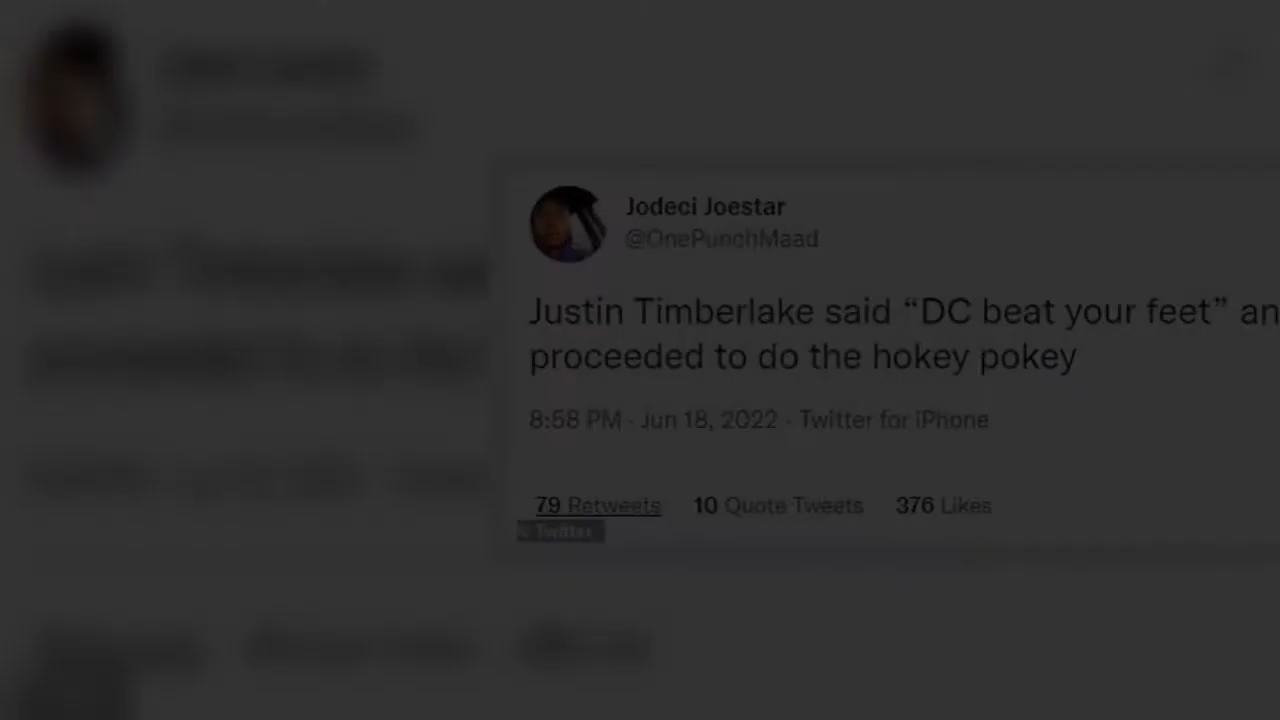 Jodeci Joestar
@OnePunchMaad
Justin Timberlake said “DC beat your feet” an
proceeded to do the hokey pokey
8:58 PM · Jun 18, 2022 · Twitter for iPhone
79 Retweets 10 Quote Tweets 376 Likes
Twitter